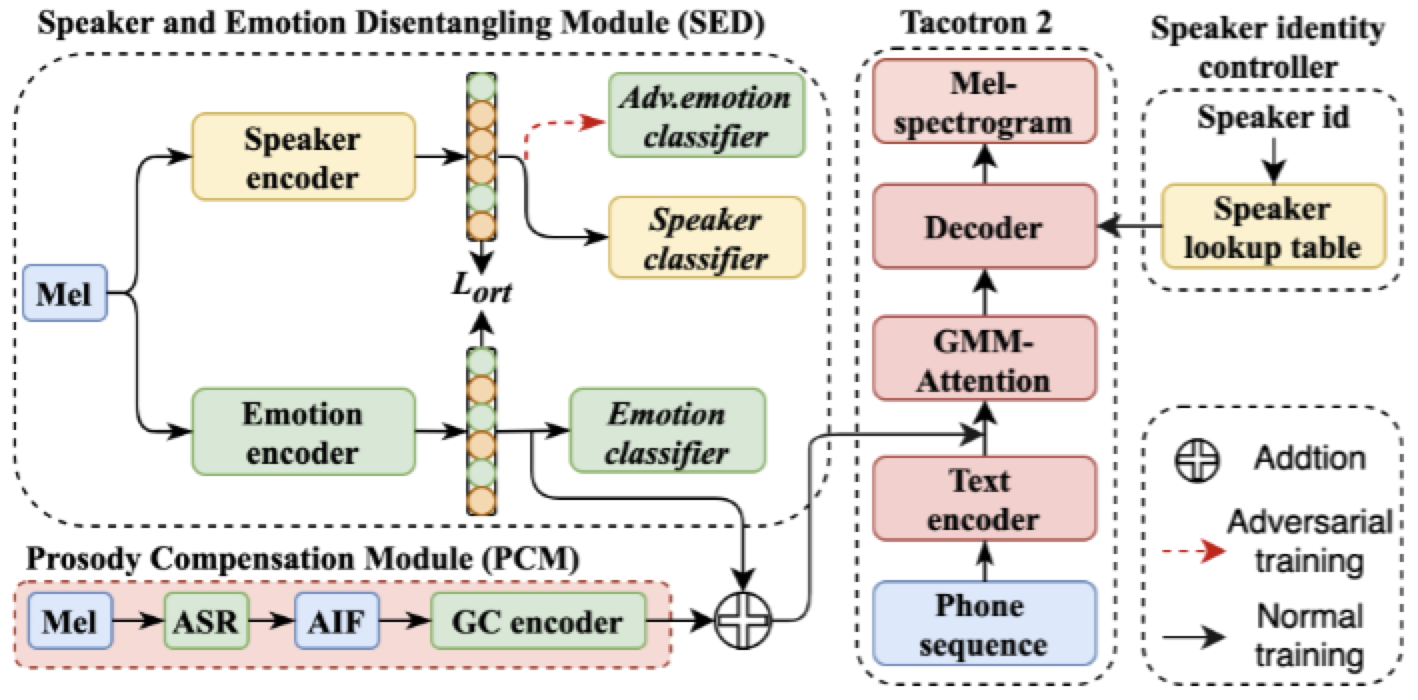 Speaker and Emotion Disentangling Module (SED)
Mel
Speaker
encoder
Adv.emotion
classifier
Speaker
classifier
Lort
Emotion
encoder
Emotion
classifier
Prosody Compensation Module (PCM)
Mel
ASR
AIF
GC encoder
Tacotron 2
Mel-
spectrogram
Decoder
GMM-
Attention
Text
encoder
Phone
sequence
Speaker identity
controller
Speaker id
Speaker
lookup table
Addtion
Adversarial
training
Normal
training